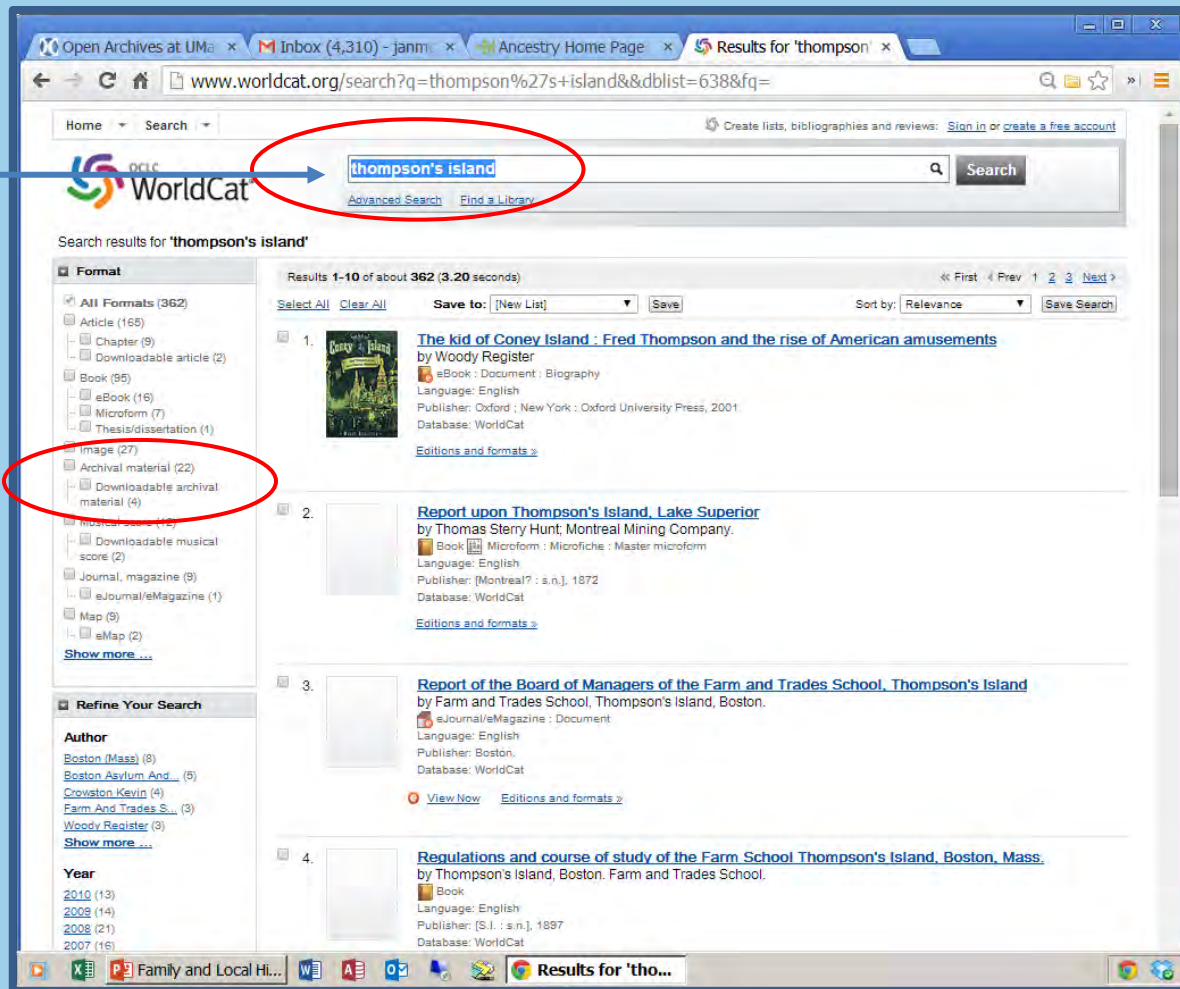 Open Archives at UMa
Inbox (4,310) - janm
Ancestry Home Page
Results for 'thompson'
www.worldcat.org/search?q=thompson%27s+island&&dblist=638&fq=
Home Search
Create lists, bibliographies and reviews: Sign in or create a free account
OCLC
WorldCat
thompson's island
Search
Advanced Search Find a Library
Search results for 'thompson's island'
Format
All Formats (362)
Article (165)
Chapter (9)
Downloadable article (2)
Book (95)
eBook (16)
Microform (7)
Thesis/dissertation (1)
Image (27)
Archival material (22)
Downloadable archival
material (4)
Musical score (12)
Downloadable musical
score (2)
Journal, magazine (9)
eJournal/eMagazine (1)
Map (9)
eMap (2)
Show more ...
Refine Your Search
Author
Boston (Mass) (8)
Boston Asylum And... (5)
Crowston Kevin (4)
Farm And Trades S... (3)
Woody Register (3)
Show more ...
Year
2010 (13)
2009 (14)
2008 (21)
2007 (16)
Results 1-10 of about 362 (3.20 seconds)
« First < Prev 1 2 3 Next >
Select All Clear All Save to: [New List] Save Sort by: Relevance Save Search
1. The kid of Coney Island : Fred Thompson and the rise of American amusements
Coney Island
by Woody Register
eBook : Document : Biography
Language: English
Publisher: Oxford ; New York : Oxford University Press, 2001.
Database: WorldCat
Editions and formats »
2. Report upon Thompson's Island, Lake Superior
by Thomas Sterry Hunt; Montreal Mining Company.
Book Microform : Microfiche : Master microform
Language: English
Publisher: [Montreal? : s.n.], 1872
Database: WorldCat
Editions and formats »
3. Report of the Board of Managers of the Farm and Trades School, Thompson's Island
by Farm and Trades School, Thompson's Island, Boston.
eJournal/eMagazine : Document
Language: English
Publisher: Boston.
Database: WorldCat
View Now Editions and formats »
4. Regulations and course of study of the Farm School Thompson's Island, Boston, Mass.
by Thompson's Island, Boston. Farm and Trades School.
Book
Language: English
Publisher: [S.l. : s.n.], 1897
Database: WorldCat
Family and Local Hi...
Results for 'tho...